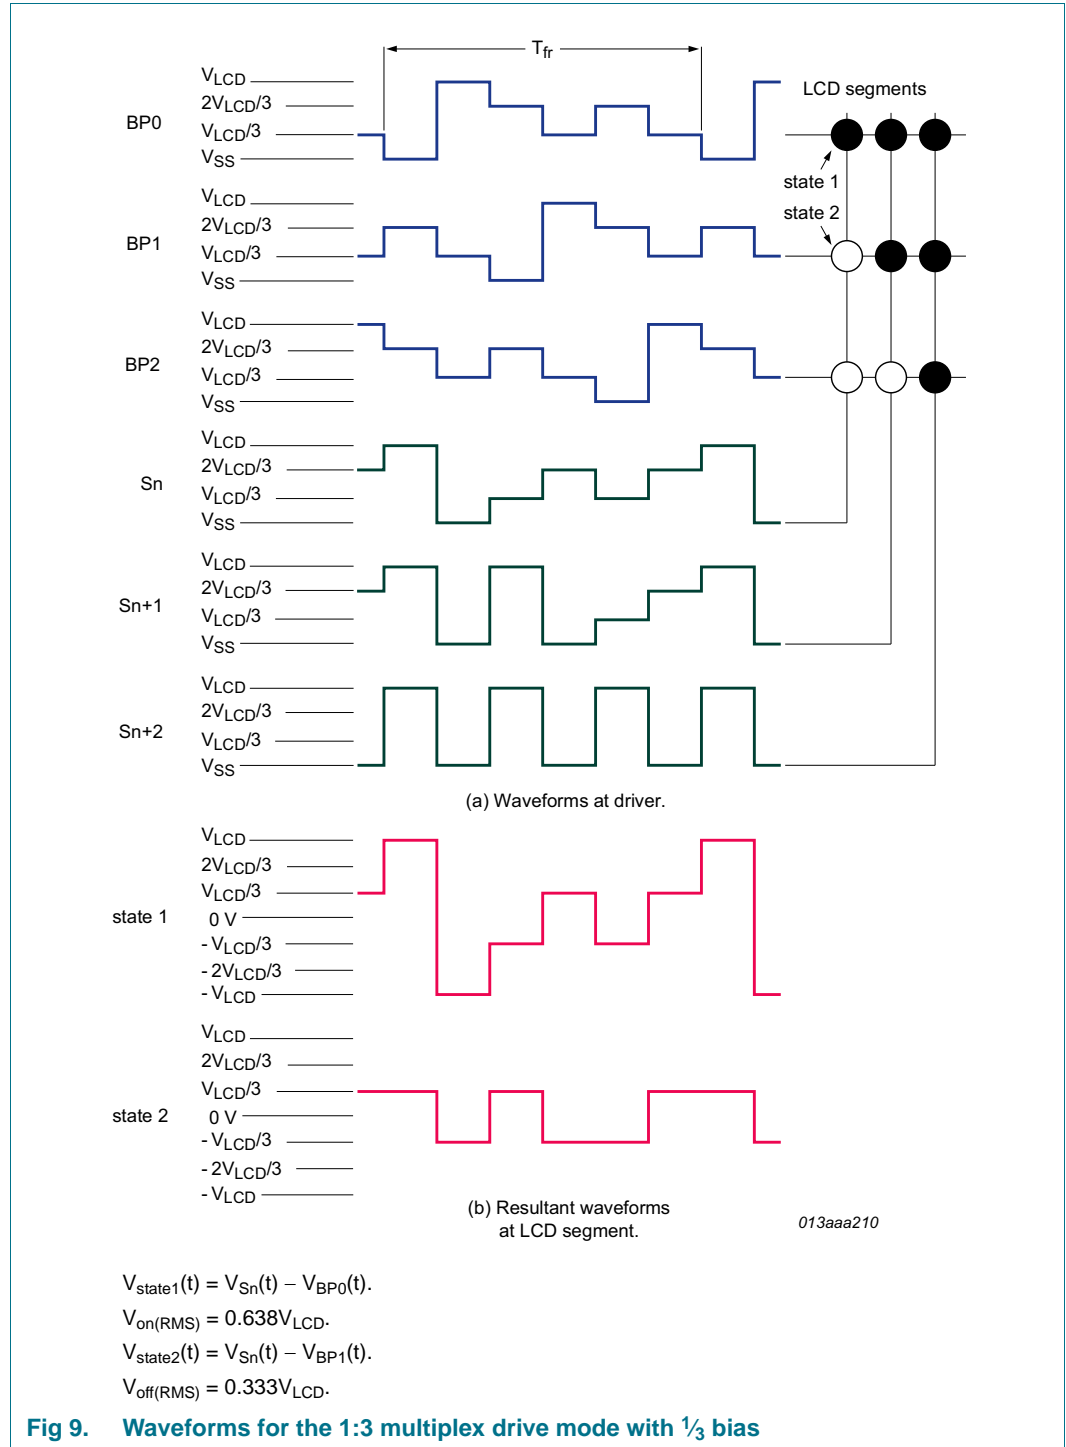 Tfr
VLCD
2VLCD/3
BP0
VLCD/3
VSS
LCD segments
state 1
state 2
VLCD
2VLCD/3
BP1
VLCD/3
VSS
VLCD
2VLCD/3
BP2
VLCD/3
VSS
VLCD
2VLCD/3
Sn
VLCD/3
VSS
VLCD
2VLCD/3
Sn+1
VLCD/3
VSS
VLCD
2VLCD/3
Sn+2
VLCD/3
VSS
(a) Waveforms at driver.
VLCD
2VLCD/3
VLCD/3
state 1
0 V
- VLCD/3
- 2VLCD/3
- VLCD
VLCD
2VLCD/3
VLCD/3
state 2
0 V
- VLCD/3
- 2VLCD/3
- VLCD
(b) Resultant waveforms
at LCD segment.
013aaa210
Vstate1(t) = VSn(t) − VBP0(t).
Von(RMS) = 0.638VLCD.
Vstate2(t) = VSn(t) − VBP1(t).
Voff(RMS) = 0.333VLCD.
Fig 9. Waveforms for the 1:3 multiplex drive mode with 1⁄3 bias